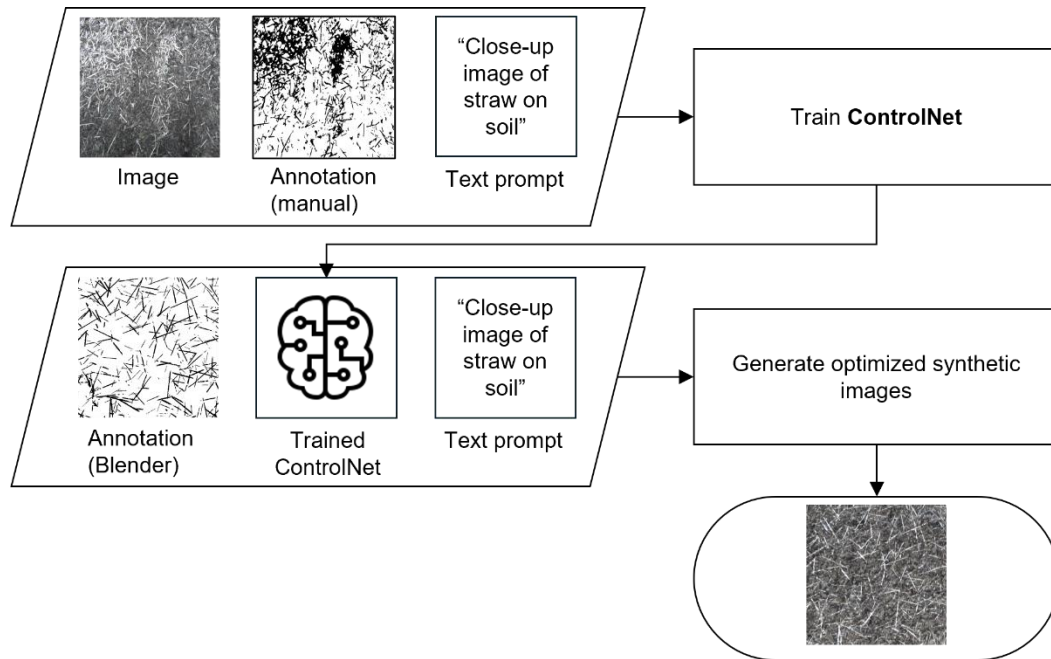 “Close-up
image of
straw on
soil”
Image
Annotation
(manual)
Text prompt
Train ControlNet
“Close-up
image of
straw on
soil”
Annotation
(Blender)
Trained
ControlNet
Text prompt
Generate optimized synthetic
images